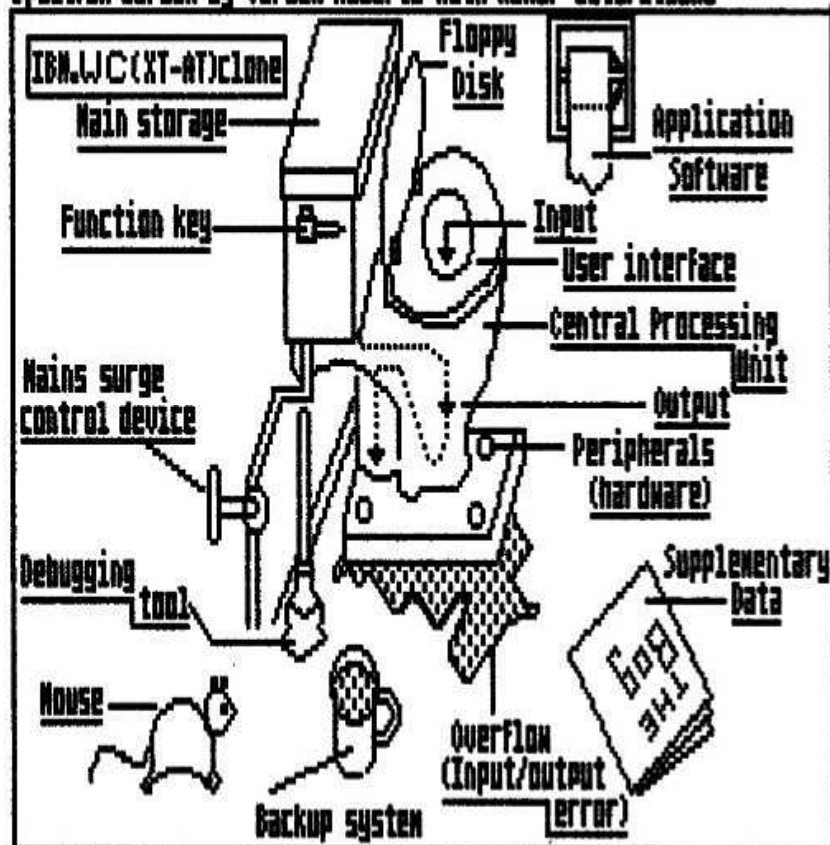 IBM.WC(XT-AT)clone
Main storage
Floppy
Disk
Application
Software
Function key
Input
User interface
Central Processing
Unit
Mains surge
control device
Output
Peripherals
(hardware)
Debugging
tool
Supplementary
Data
THE
Bog
Mouse
Overflow
(Input/output
error)
Backup system